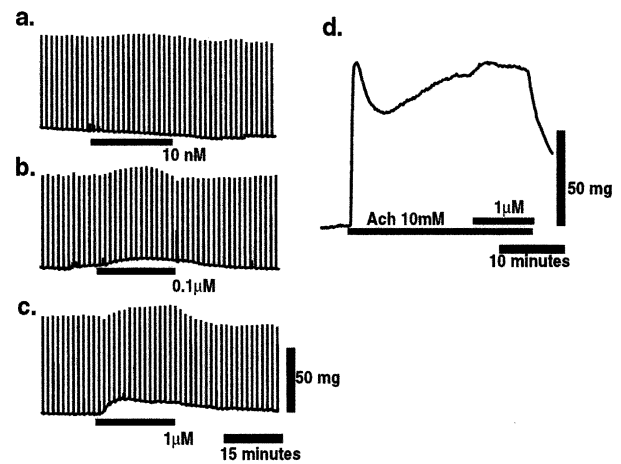 a.
10 nM
b.
0.1µM
c.
50 mg
1µM
15 minutes
d.
50 mg
1µM
Ach 10mM
10 minutes